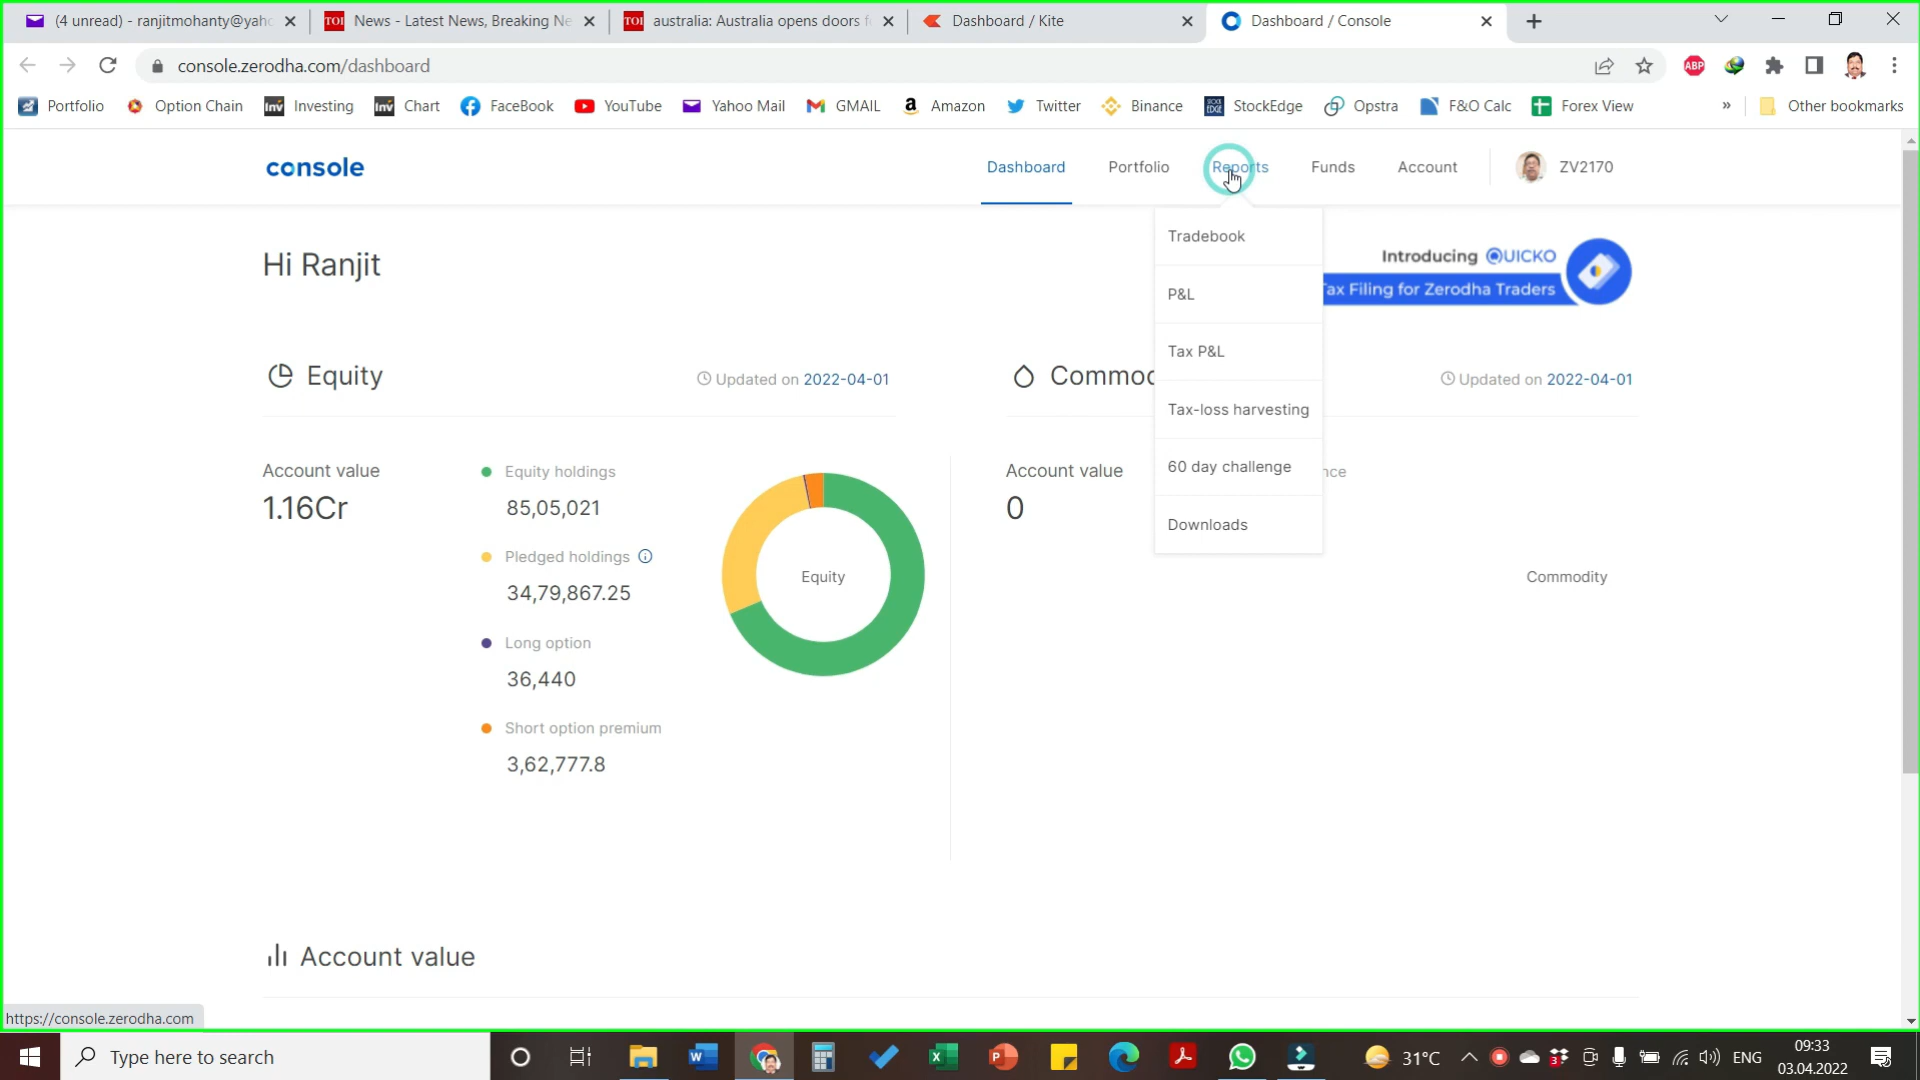 (4 unread) - ranjitmohanty@yaho
News - Latest News, Breaking Ne
australia: Australia opens doors f
Dashboard / Kite
Dashboard / Console
console.zerodha.com/dashboard
ABP
Portfolio
Option Chain
Inv Investing
Inv Chart
FaceBook
YouTube
Yahoo Mail
GMAIL
Amazon
Twitter
Binance
StockEdge
Opstra
F&O Calc
Forex View
»
Other bookmarks
console
Dashboard
Portfolio
Reports
Funds
Account
ZV2170
Tradebook
P&L
Tax P&L
Tax-loss harvesting
60 day challenge
Downloads
Hi Ranjit
Introducing QUICKO
Tax Filing for Zerodha Traders
Equity
Updated on 2022-04-01
Commod
Updated on 2022-04-01
Account value
1.16Cr
Equity holdings
85,05,021
Pledged holdings
34,79,867.25
Long option
36,440
Short option premium
3,62,777.8
Equity
Account value
0
nce
Commodity
Account value
https://console.zerodha.com
Type here to search
31°C
ENG
09:33
03.04.2022